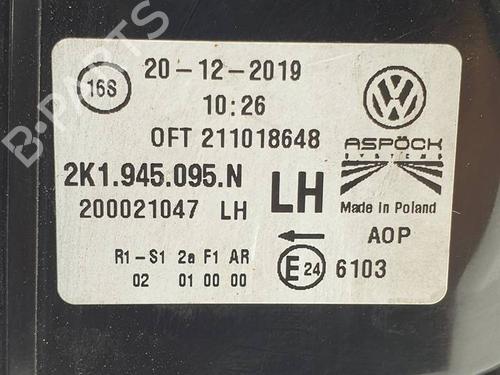 16S
20-12-2019
10:26
OFT 211018648
2K1.945.095.N
200021047 LH
LH
ASPÖCK
SYSTEMS
Made in Poland
AOP
R1-S1 2a F1 AR
02 01 00 00
E 24 6103
B-PARTS